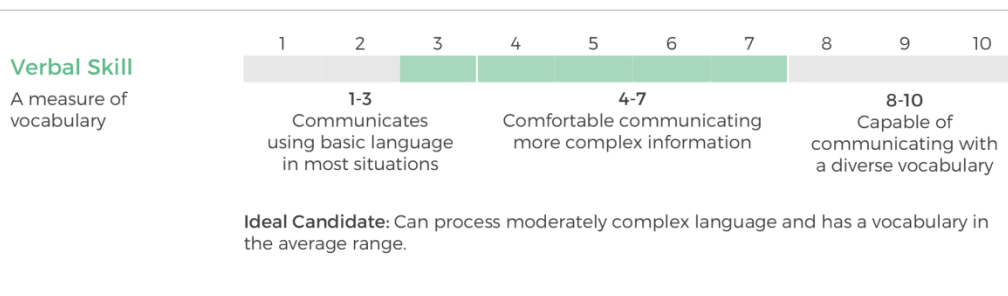 1 2 3 4 5 6 7 8 9 10
Verbal Skill
A measure of
vocabulary
1-3
Communicates
using basic language
in most situations
4-7
Comfortable communicating
more complex information
8-10
Capable of
communicating with
a diverse vocabulary
Ideal Candidate: Can process moderately complex language and has a vocabulary in
the average range.